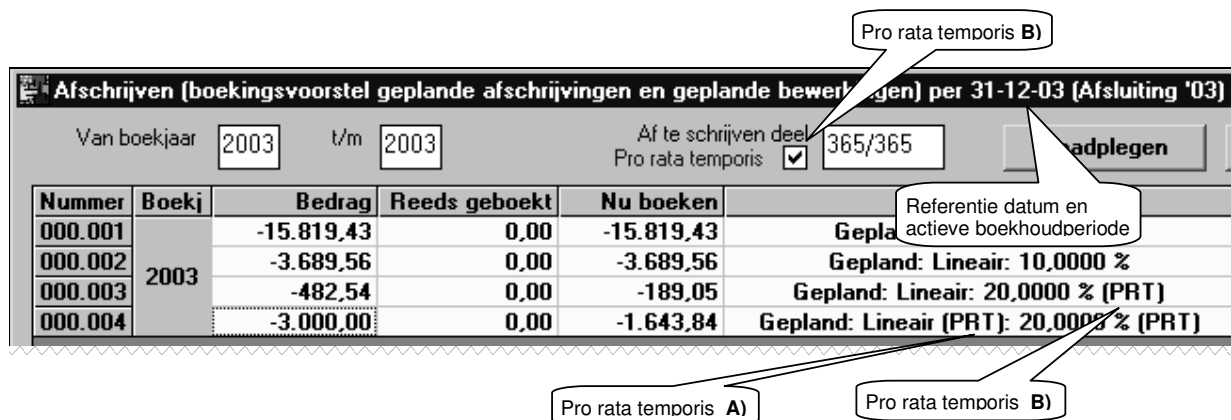 Pro rata temporis B)
Afschrijven (boekingsvoorstel geplande afschrijvingen en geplande bewerkingen) per 31-12-03 (Afsluiting '03)
Van boekjaar 2003 t/m 2003 Af te schrijven deel 365/365
Pro rata temporis
Nummer Boekj Bedrag Reeds geboekt Nu boeken
Referentie datum en
actieve boekhoudperiode
000.001 2003 -15.819,43 0,00 -15.819,43
000.002 -3.689,56 0,00 -3.689,56 Gepland: Lineair: 10,0000 %
000.003 -482,54 0,00 -189,05 Gepland: Lineair: 20,0000 % (PRT)
000.004 -3.000,00 0,00 -1.643,84 Gepland: Lineair (PRT): 20,0000 % (PRT)
Pro rata temporis A)
Pro rata temporis B)